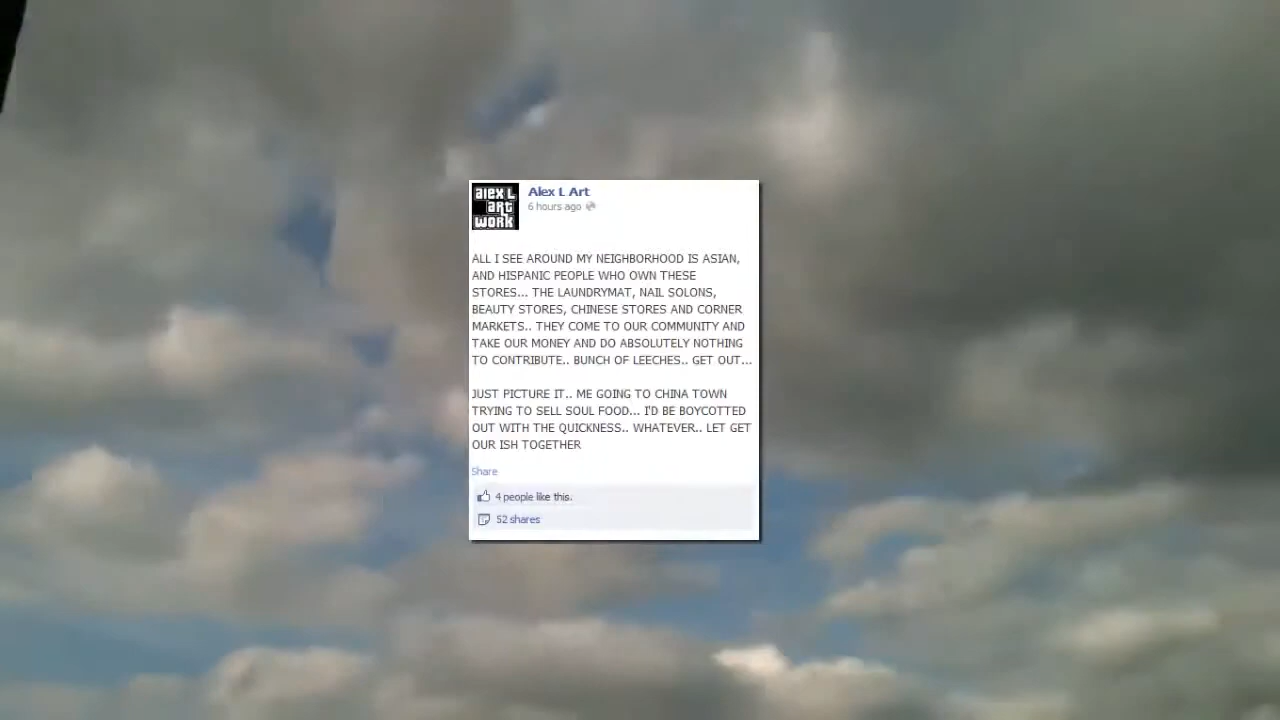 alex L
art
work
Alex L Art
6 hours ago
ALL I SEE AROUND MY NEIGHBORHOOD IS ASIAN,
AND HISPANIC PEOPLE WHO OWN THESE
STORES... THE LAUNDRYMAT, NAIL SOLONS,
BEAUTY STORES, CHINESE STORES AND CORNER
MARKETS.. THEY COME TO OUR COMMUNITY AND
TAKE OUR MONEY AND DO ABSOLUTELY NOTHING
TO CONTRIBUTE.. BUNCH OF LEECHES.. GET OUT...
JUST PICTURE IT.. ME GOING TO CHINA TOWN
TRYING TO SELL SOUL FOOD... I'D BE BOYCOTTED
OUT WITH THE QUICKNESS.. WHATEVER.. LET GET
OUR ISH TOGETHER
Share
4 people like this.
52 shares